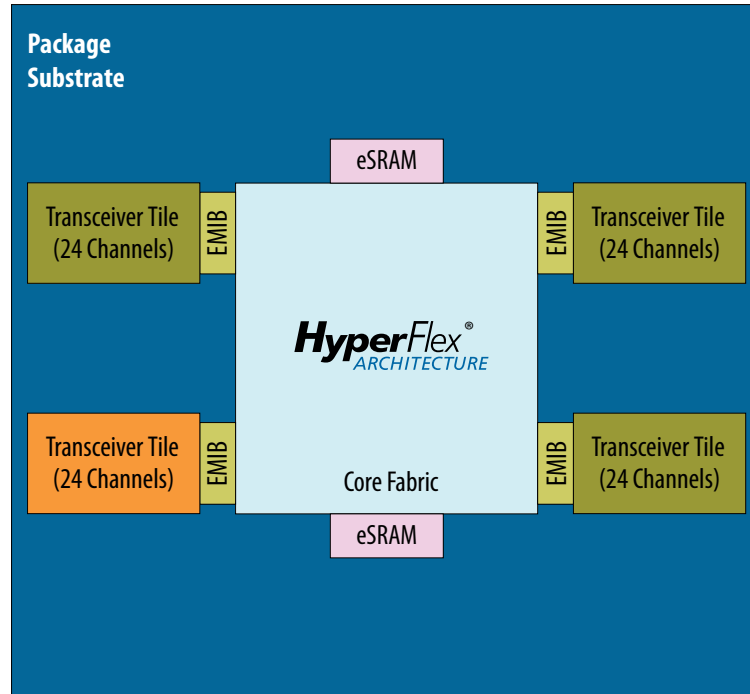 Package
Substrate
eSRAM
Transceiver Tile
(24 Channels)
EMIB
EMIB
Transceiver Tile
(24 Channels)
HyperFlex®
ARCHITECTURE
Transceiver Tile
(24 Channels)
EMIB
Core Fabric
EMIB
Transceiver Tile
(24 Channels)
eSRAM